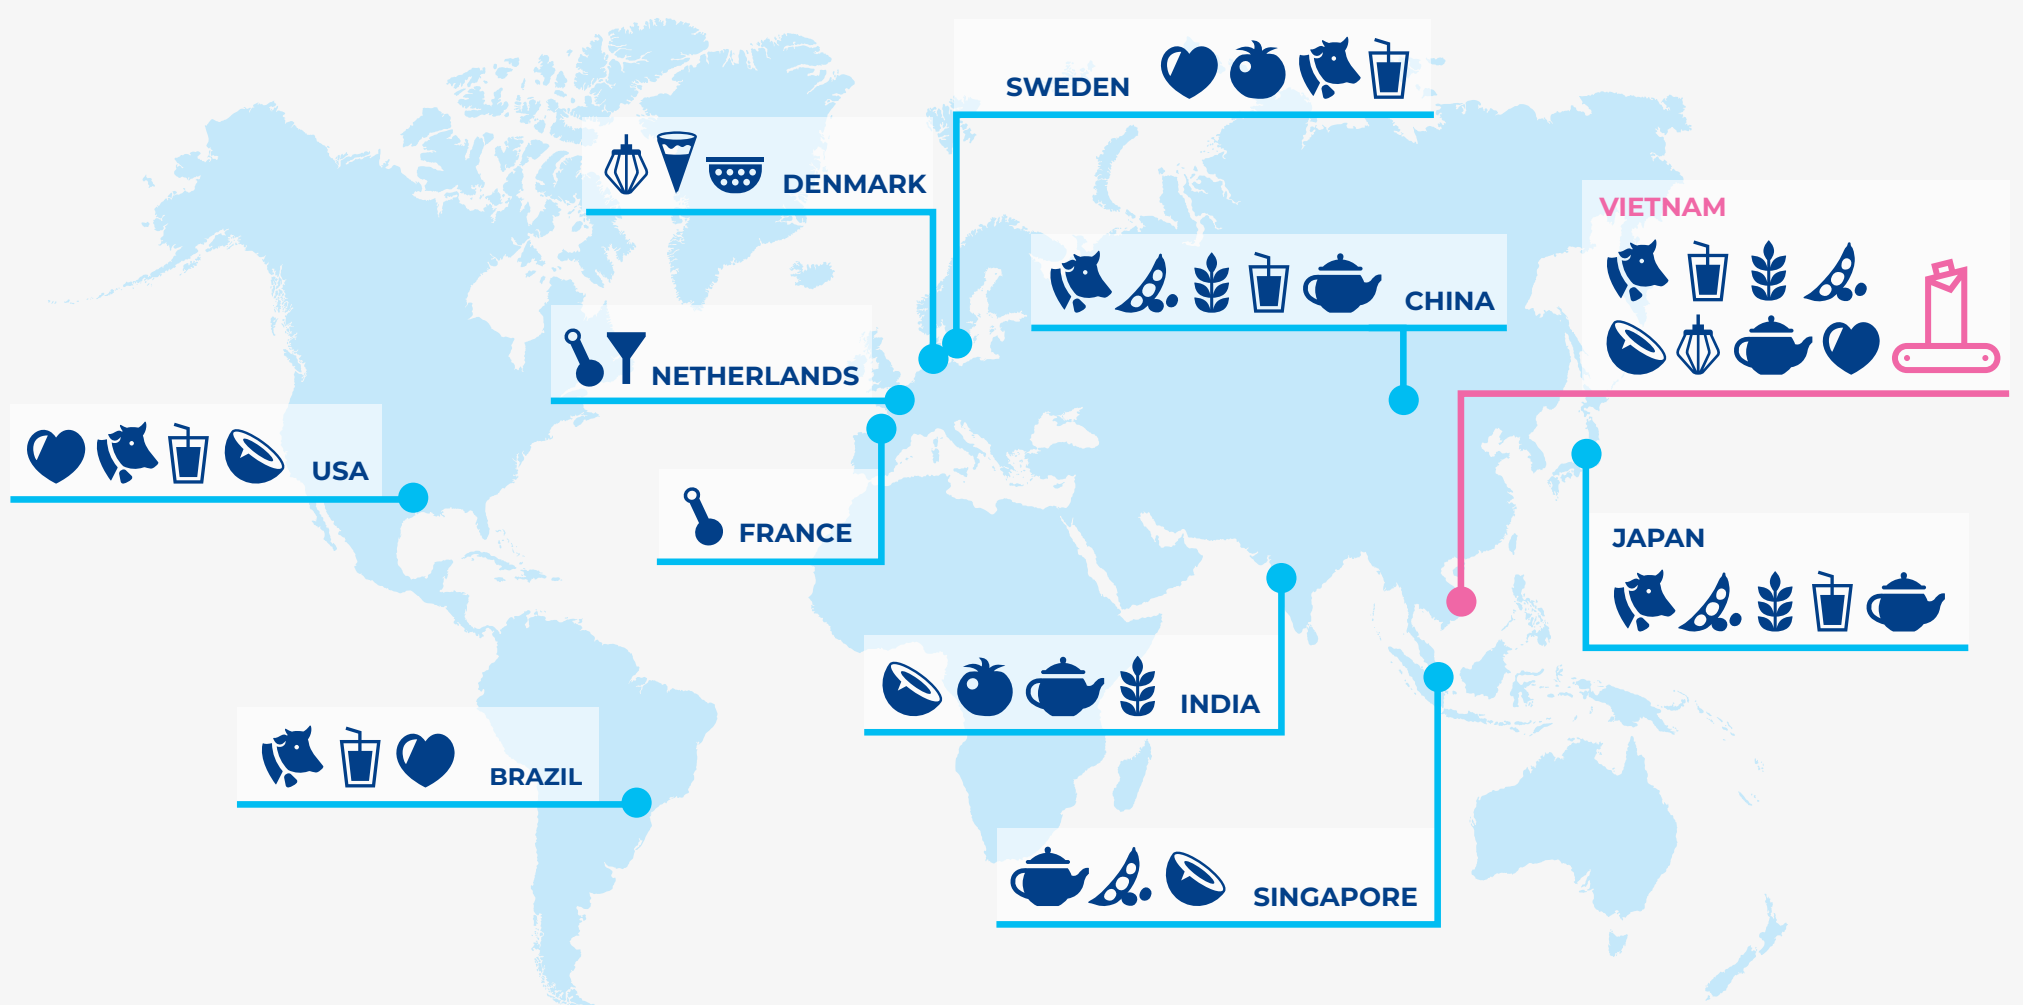 SWEDEN
DENMARK
VIETNAM
CHINA
NETHERLANDS
USA
FRANCE
JAPAN
INDIA
BRAZIL
SINGAPORE